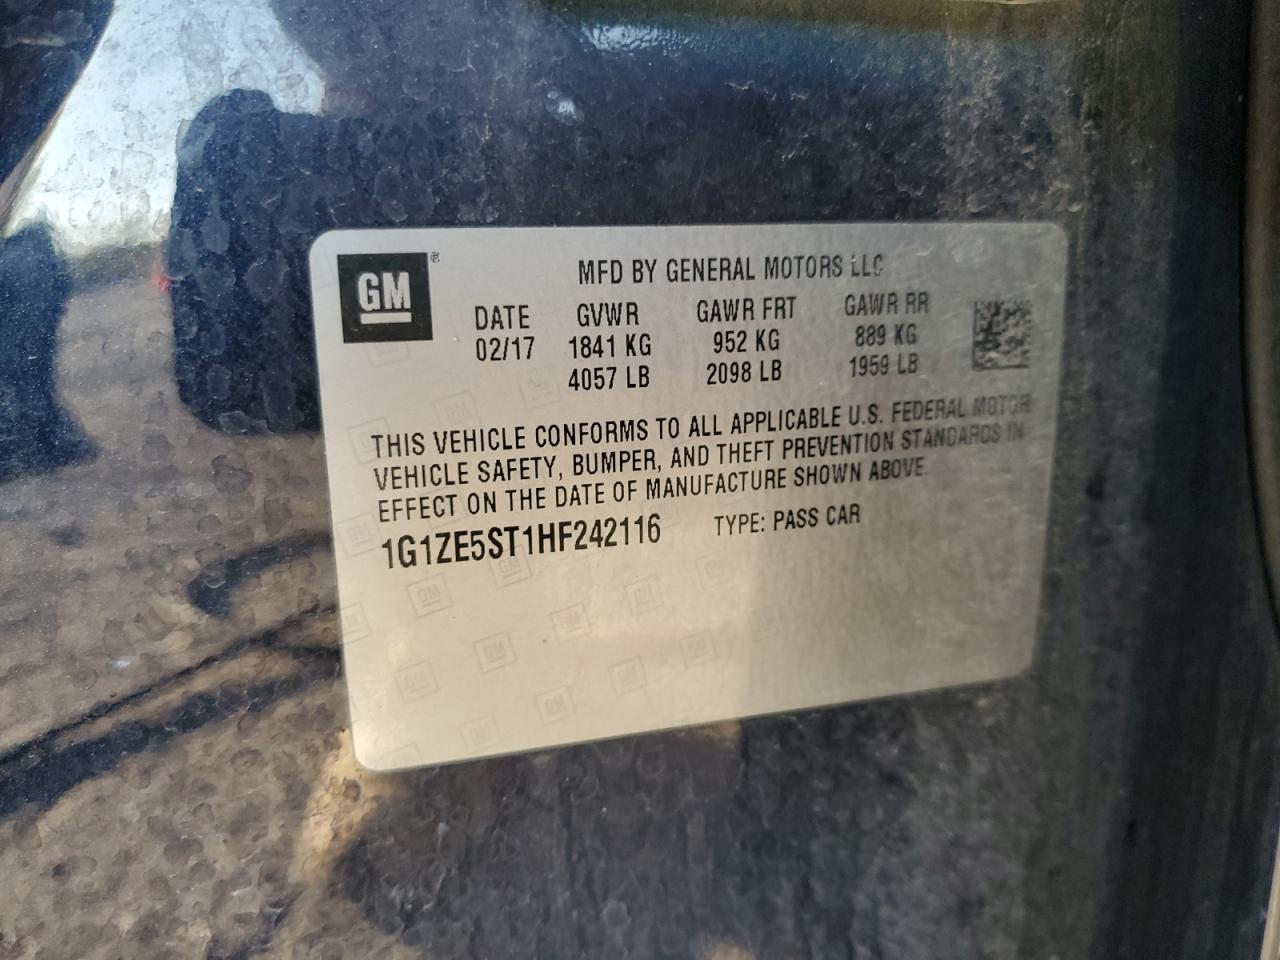 GM®
MFD BY GENERAL MOTORS LLC
DATE GVWR GAWR FRT GAWR RR
02/17 1841 KG 952 KG 889 KG
4057 LB 2098 LB 1959 LB
THIS VEHICLE CONFORMS TO ALL APPLICABLE U.S. FEDERAL MOTOR
VEHICLE SAFETY, BUMPER, AND THEFT PREVENTION STANDARDS IN
EFFECT ON THE DATE OF MANUFACTURE SHOWN ABOVE.
1G1ZE5ST1HF242116 TYPE: PASS CAR